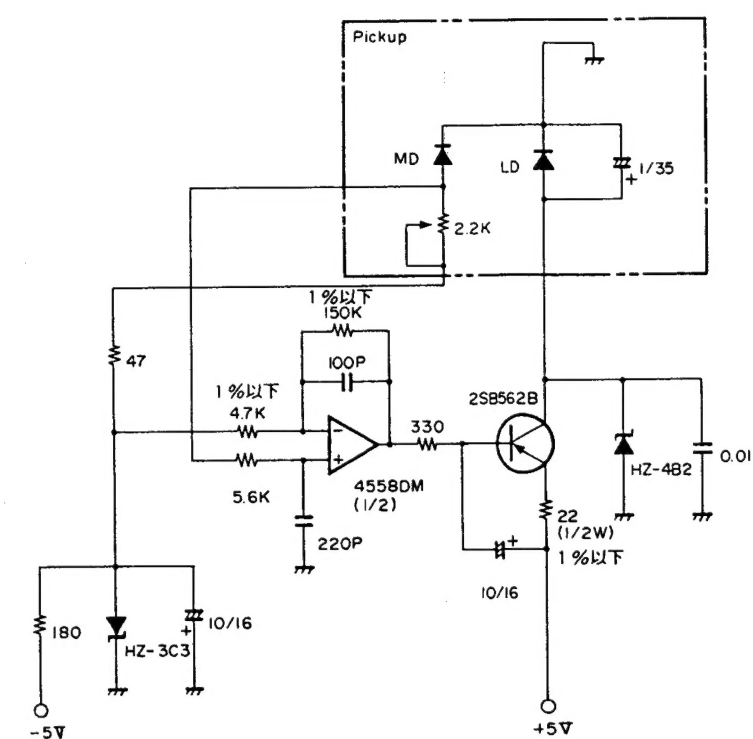 Pickup
MD
LD
1/35
+
2.2K
1%以下
150K
47
100P
1%以下
4.7K
2SB562B
330
−
+
5.6K
4558DM
(1/2)
HZ-4B2
0.01
220P
22
(1/2W)
1%以下
+
10/16
180
HZ-3C3
+
10/16
-5V
+5V